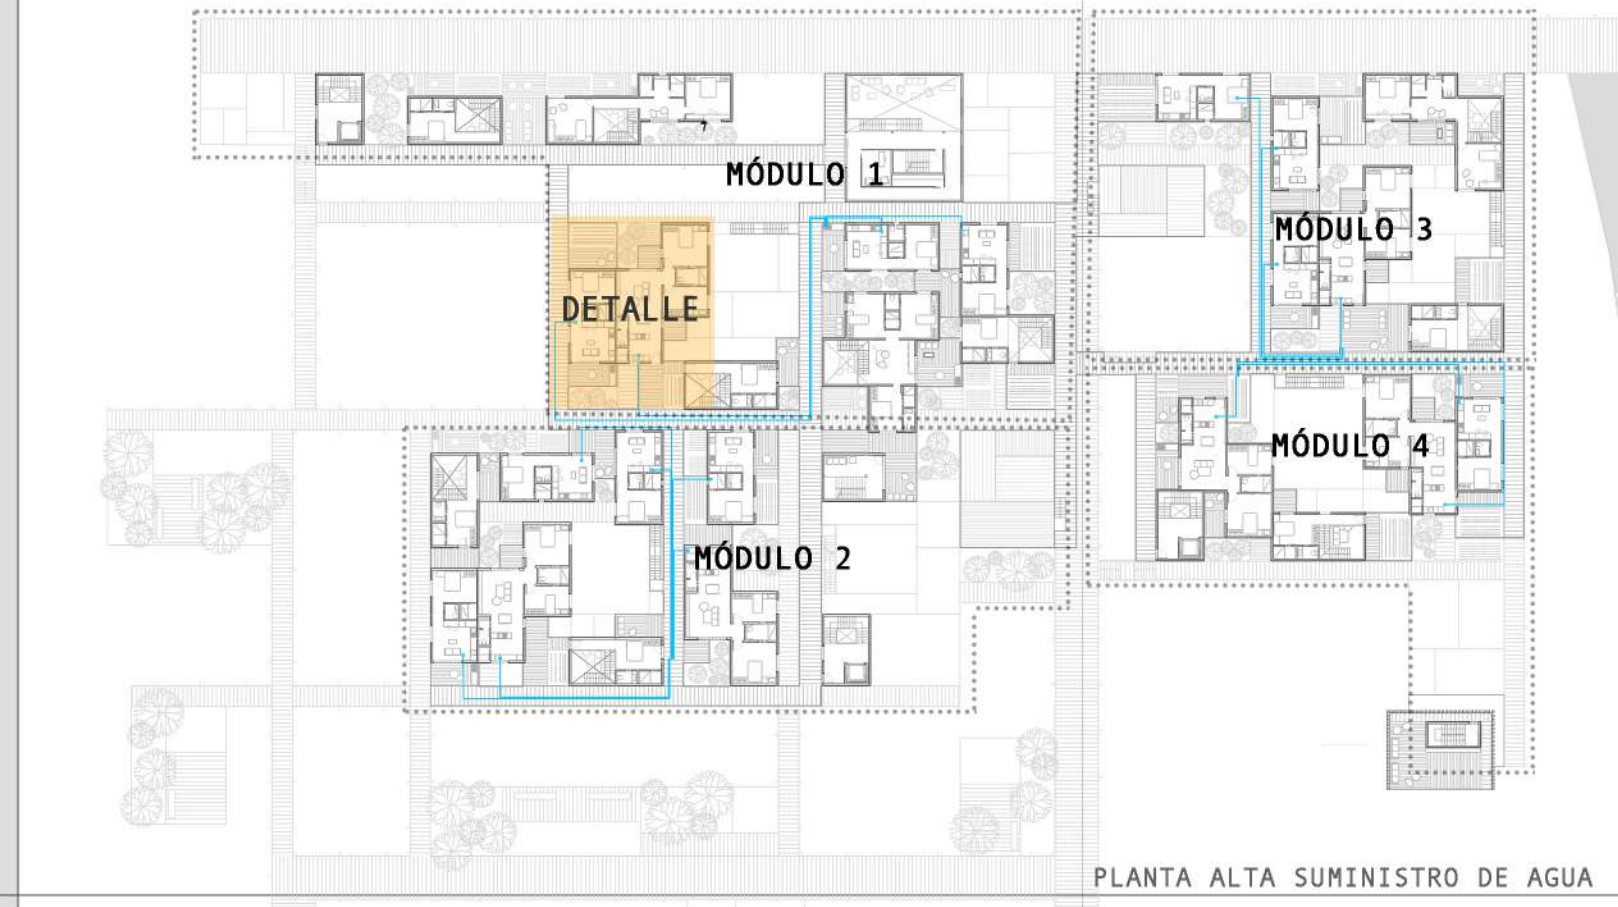 MÓDULO 1
MÓDULO 3
DETALLE
MÓDULO 4
MÓDULO 2
PLANTA ALTA SUMINISTRO DE AGUA